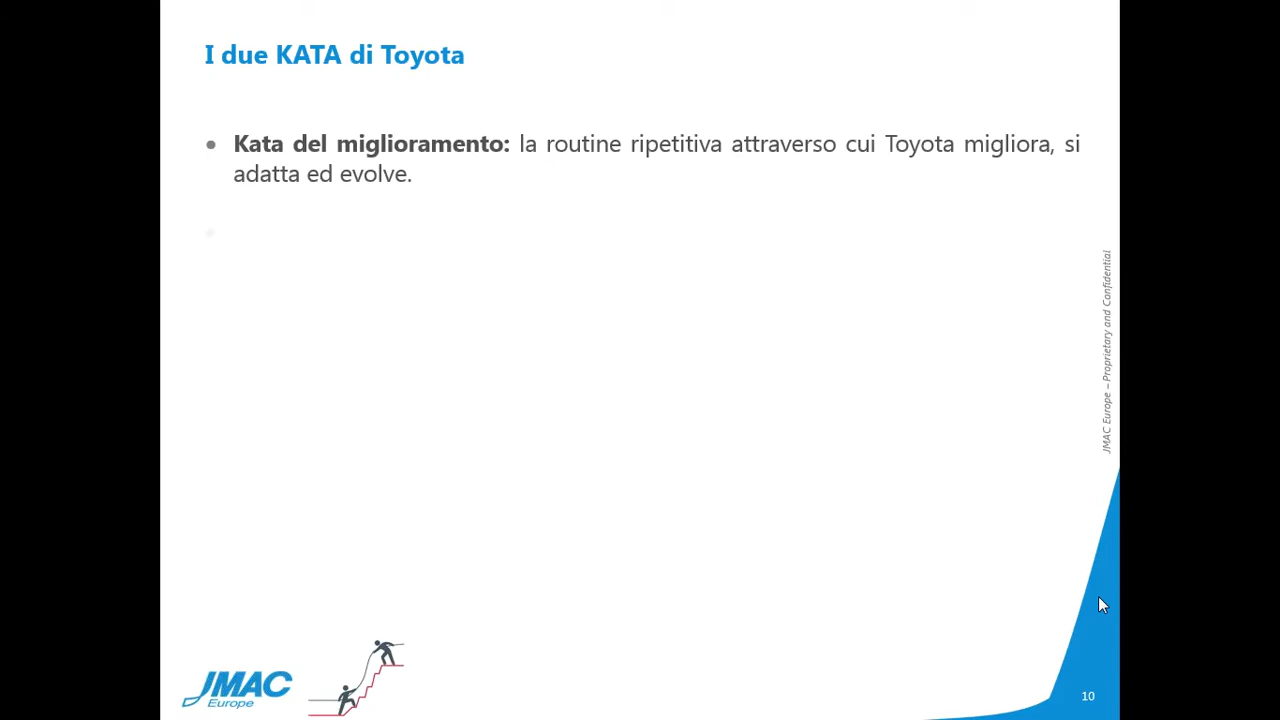 I due KATA di Toyota
• Kata del miglioramento: la routine ripetitiva attraverso cui Toyota migliora, si
adatta ed evolve.
JMAC Europe – Proprietary and Confidential
JMAC
Europe
10